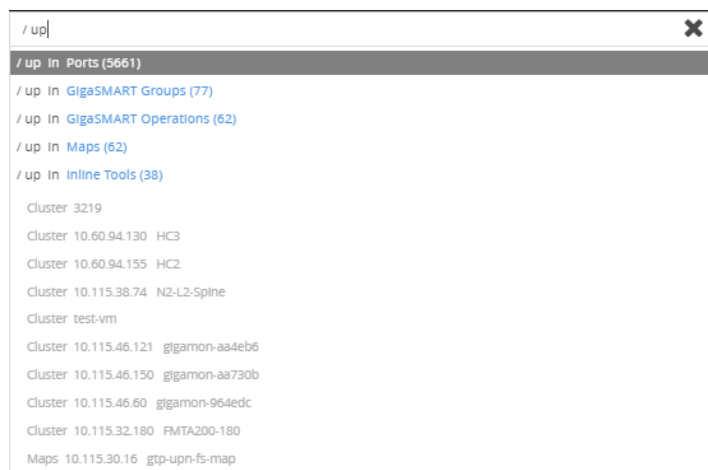 / up
/ up In Ports (5661)
/ up In GigaSMART Groups (77)
/ up In GigaSMART Operations (62)
/ up In Maps (62)
/ up In Inline Tools (38)
Cluster 3219
Cluster 10.60.94.130 HC3
Cluster 10.60.94.155 HC2
Cluster 10.115.38.74 N2-L2-Spine
Cluster test-vm
Cluster 10.115.46.121 gigamon-aa4eb6
Cluster 10.115.46.150 gigamon-aa730b
Cluster 10.115.46.60 gigamon-964edc
Cluster 10.115.32.180 FMTA200-180
Maps 10.115.30.16 gtp-upn-fs-map